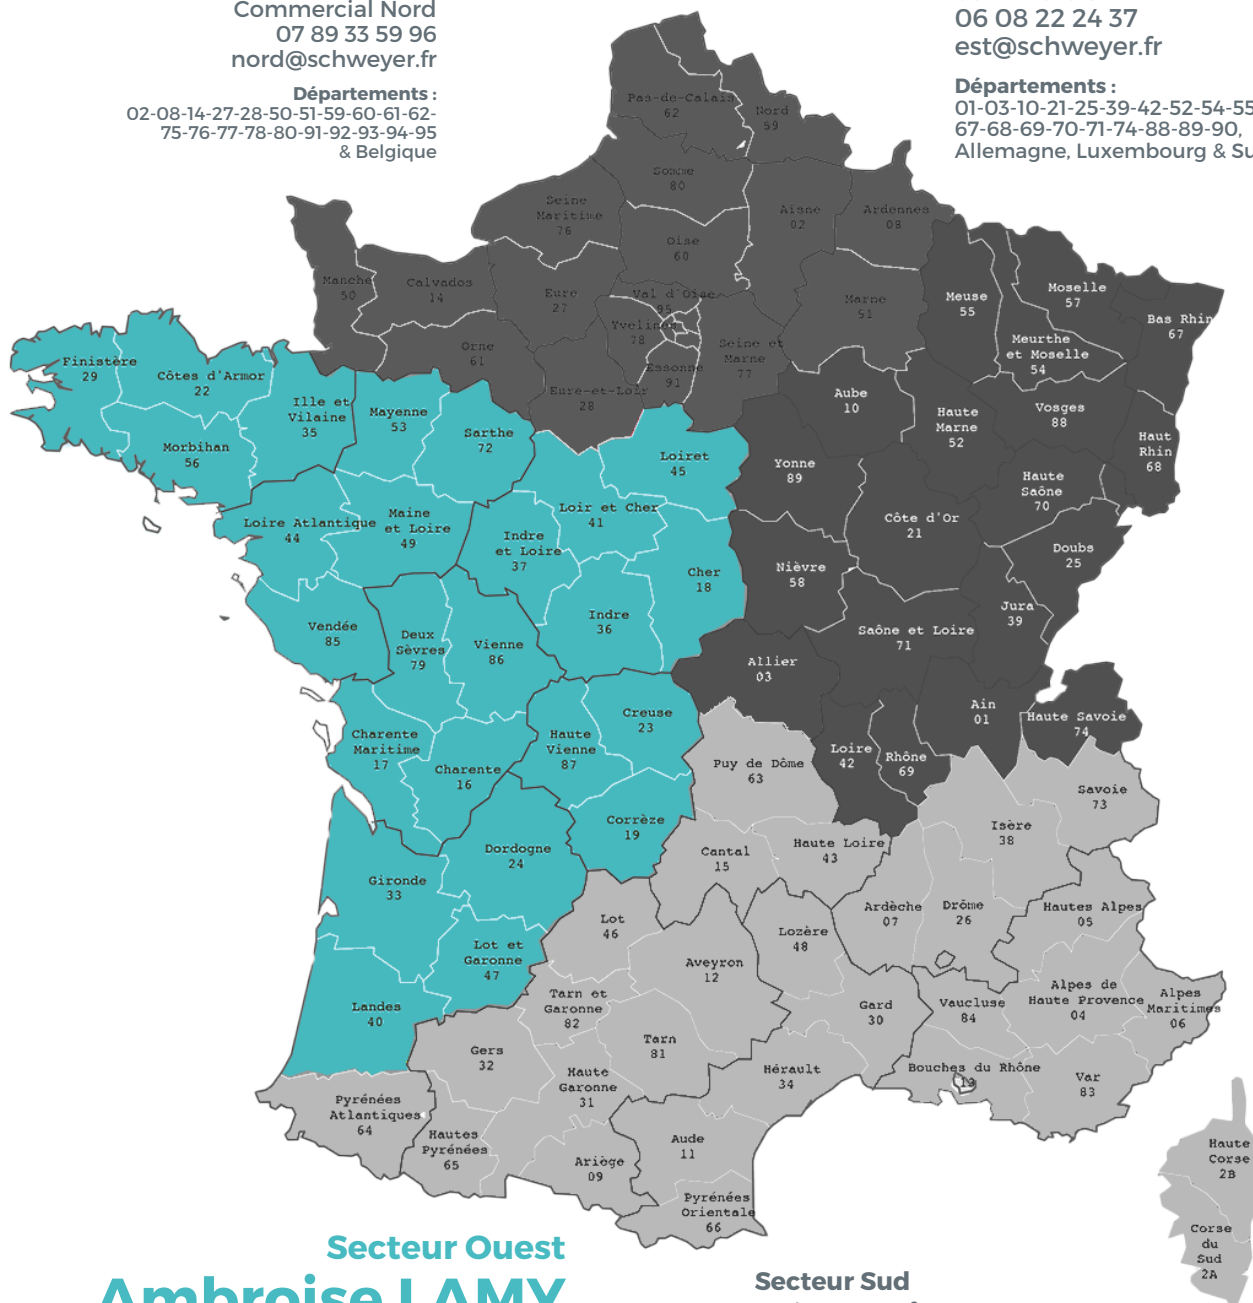 Commercial Nord
07 89 33 59 96
nord@schweyer.fr
Départements :
02-08-14-27-28-50-51-59-60-61-62-
75-76-77-78-80-91-92-93-94-95
& Belgique
06 08 22 24 37
est@schweyer.fr
Départements :
01-03-10-21-25-39-42-52-54-55
67-68-69-70-71-74-88-89-90,
Allemagne, Luxembourg & Su
Pas-de-Calais
62
Nord
59
Somme
80
Seine
Maritime
76
Aisne
02
Ardennes
08
Oise
60
Manche
50
Calvados
14
Eure
27
Val d'Oise
95
Yvelines
78
Essonne
91
Seine et
Marne
77
Marne
51
Meuse
55
Moselle
57
Meurthe
et Moselle
54
Bas Rhin
67
Orne
61
Eure-et-Loir
28
Finistère
29
Côtes d'Armor
22
Ille et
Vilaine
35
Mayenne
53
Sarthe
72
Morbihan
56
Loiret
45
Aube
10
Haute
Marne
52
Vosges
88
Haut
Rhin
68
Yonne
89
Haute
Saône
70
Loire Atlantique
44
Maine
et Loire
49
Loir et Cher
41
Indre
et Loire
37
Côte d'Or
21
Doubs
25
Cher
18
Nièvre
58
Jura
39
Vendée
85
Deux
Sèvres
79
Vienne
86
Indre
36
Saône et Loire
71
Allier
03
Ain
01
Haute Savoie
74
Charente
Maritime
17
Charente
16
Haute
Vienne
87
Creuse
23
Puy de Dôme
63
Loire
42
Rhône
69
Savoie
73
Corrèze
19
Isère
38
Dordogne
24
Cantal
15
Haute Loire
43
Gironde
33
Lot
46
Lozère
48
Ardèche
07
Drôme
26
Hautes Alpes
05
Lot et
Garonne
47
Aveyron
12
Landes
40
Tarn et
Garonne
82
Gard
30
Vaucluse
84
Alpes de
Haute Provence
04
Alpes
Maritimes
06
Gers
32
Tarn
81
Haute
Garonne
31
Hérault
34
Bouches du Rhône
13
Var
83
Pyrénées
Atlantiques
64
Hautes
Pyrénées
65
Ariège
09
Aude
11
Pyrénées
Orientale
66
Haute
Corse
2B
Corse
du
Sud
2A
Secteur Ouest
Ambroise LAMY
Secteur Sud